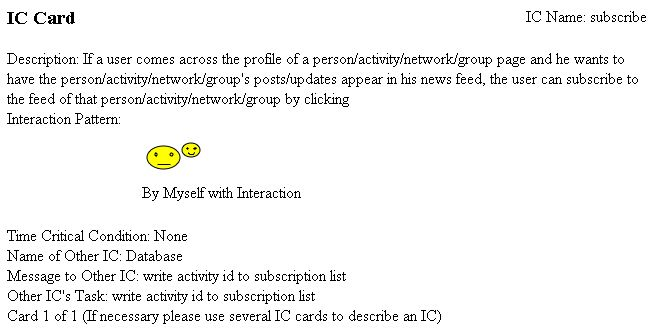 IC Card
IC Name: subscribe
Description: If a user comes across the profile of a person/activity/network/group page and he wants to
have the person/activity/network/group's posts/updates appear in his news feed, the user can subscribe to
the feed of that person/activity/network/group by clicking
Interaction Pattern:
By Myself with Interaction
Time Critical Condition: None
Name of Other IC: Database
Message to Other IC: write activity id to subscription list
Other IC's Task: write activity id to subscription list
Card 1 of 1 (If necessary please use several IC cards to describe an IC)